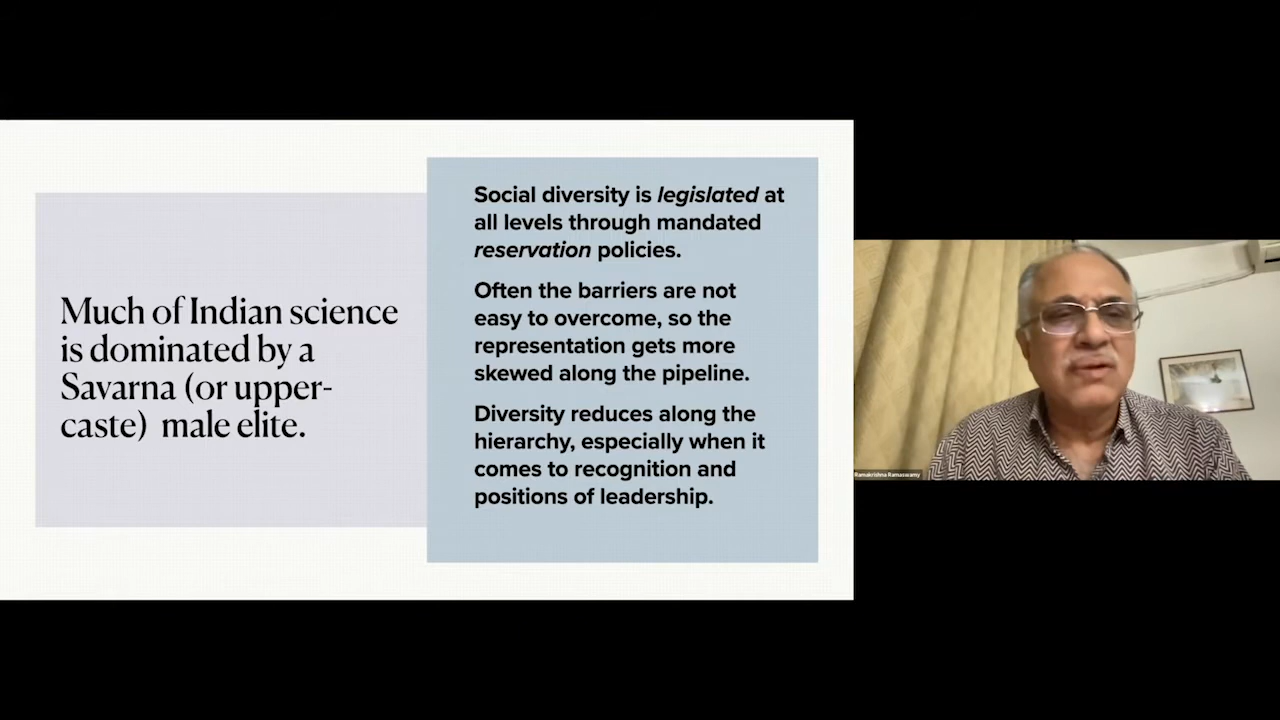 Much of Indian science
is dominated by a
Savarna (or upper-
caste) male elite.
Social diversity is legislated at
all levels through mandated
reservation policies.
Often the barriers are not
easy to overcome, so the
representation gets more
skewed along the pipeline.
Diversity reduces along the
hierarchy, especially when it
comes to recognition and
positions of leadership.
Ramakrishna Ramaswamy